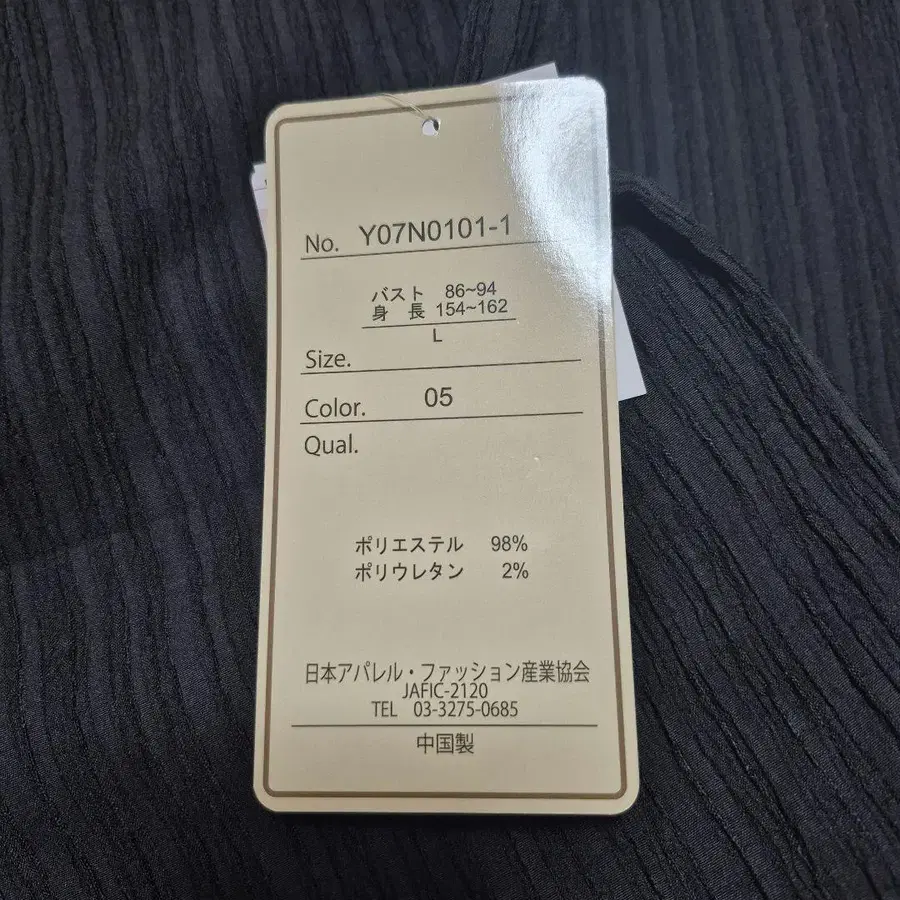 No. Y07N0101-1
バスト 86~94
身 長 154~162
L
Size.
Color. 05
Qual.
ポリエステル 98%
ポリウレタン 2%
日本アパレル・ファッション産業協会
JAFIC-2120
TEL 03-3275-0685
中国製